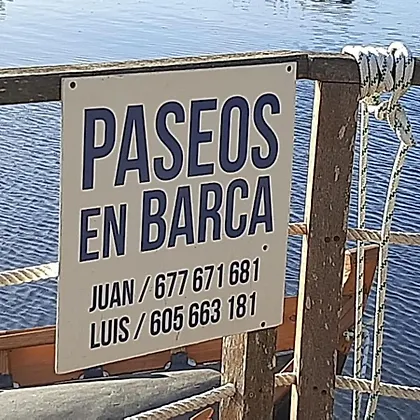 PASEOS
EN BARCA
JUAN / 677 671 681
LUIS / 605 663 181